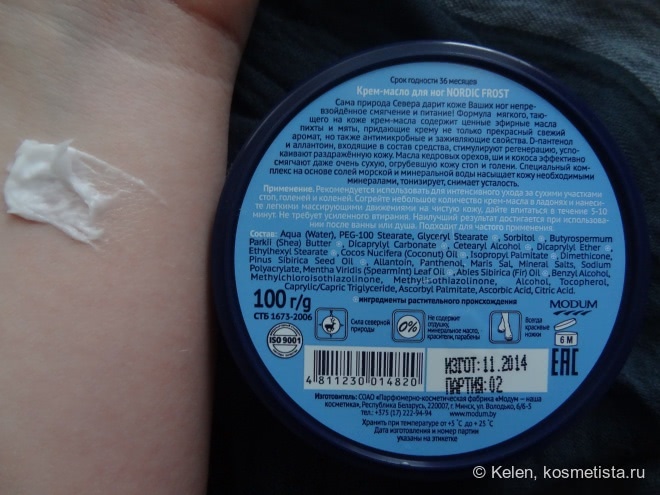 Срок годности 36 месяцев
Крем-масло для ног NORDIC FROST
Сама природа Севера дарит коже Ваших ног непре-
взойдённое смягчение и питание! Формула мягкого, таю-
щего на коже крем-масла содержит ценные эфирные масла
пихты и мяты, придающие крему не только прекрасный свежий
аромат, но также антимикробные и заживляющие свойства. D-пантенол
и аллантоин, входящие в состав средства, стимулируют регенерацию, успо-
каивают раздражённую кожу. Масла кедровых орехов, ши и кокоса эффективно
смягчают даже очень сухую, огрубевшую кожу стоп и голени. Специальный ком-
плекс на основе солей морской и минеральной воды насыщает кожу необходимыми
минералами, тонизирует, снимает усталость.
Применение. Рекомендуется использовать для интенсивного ухода за сухими участками
стоп, голеней и коленей. Согрейте небольшое количество крем-масла в ладонях и нанеси-
те легкими массирующими движениями на чистую кожу, дайте впитаться в течение 5-10
минут. Не требует усиленного втирания. Наилучший результат достигается при использова-
нии после ванны или душа. Подходит для частого применения.
Состав: Aqua (Water), PEG-100 Stearate, Glyceryl Stearate, Sorbitol, Butyrospermum
Parkii (Shea) Butter, Dicaprylyl Carbonate, Cetearyl Alcohol, Dicaprylyl Ether,
Ethylhexyl Stearate, Cocos Nucifera (Coconut) Oil, Isopropyl Palmitate, Dimethicone,
Pinus Sibirica Seed Oil, Allantoin, Panthenol, Maris Sal, Mineral Salts, Sodium
Polyacrylate, Mentha Viridis (Spearmint) Leaf Oil, Abies Sibirica (Fir) Oil, Benzyl Alcohol,
Methylchloroisothiazolinone, Methylisothiazolinone, Alcohol, Tocopherol,
Caprylic/Capric Triglyceride, Ascorbyl Palmitate, Ascorbic Acid, Citric Acid.
ингредиенты растительного происхождения
100 г/g
СТБ 1673-2006
MODUM
ISO 9001
Сила северной
природы
0%
Не содержит
отдушку,
минеральное масло,
красители, парабены
Всегда
красивые
ножки
6 M
EAC
ИЗГОТ:11.2014
ПАРТИЯ:02
4 811230 014820
Изготовитель: СОАО «Парфюмерно-косметическая фабрика «Модум — наша
косметика», Республика Беларусь, 220007, г. Минск, ул. Володько, 6/6-3
тел.: +375 (17) 222-94-94 www.modum.by
Хранить при температуре от +5 °С до + 25 °С
Дата изготовления и номер партии
указаны на этикетке
© Kelen, kosmetista.ru